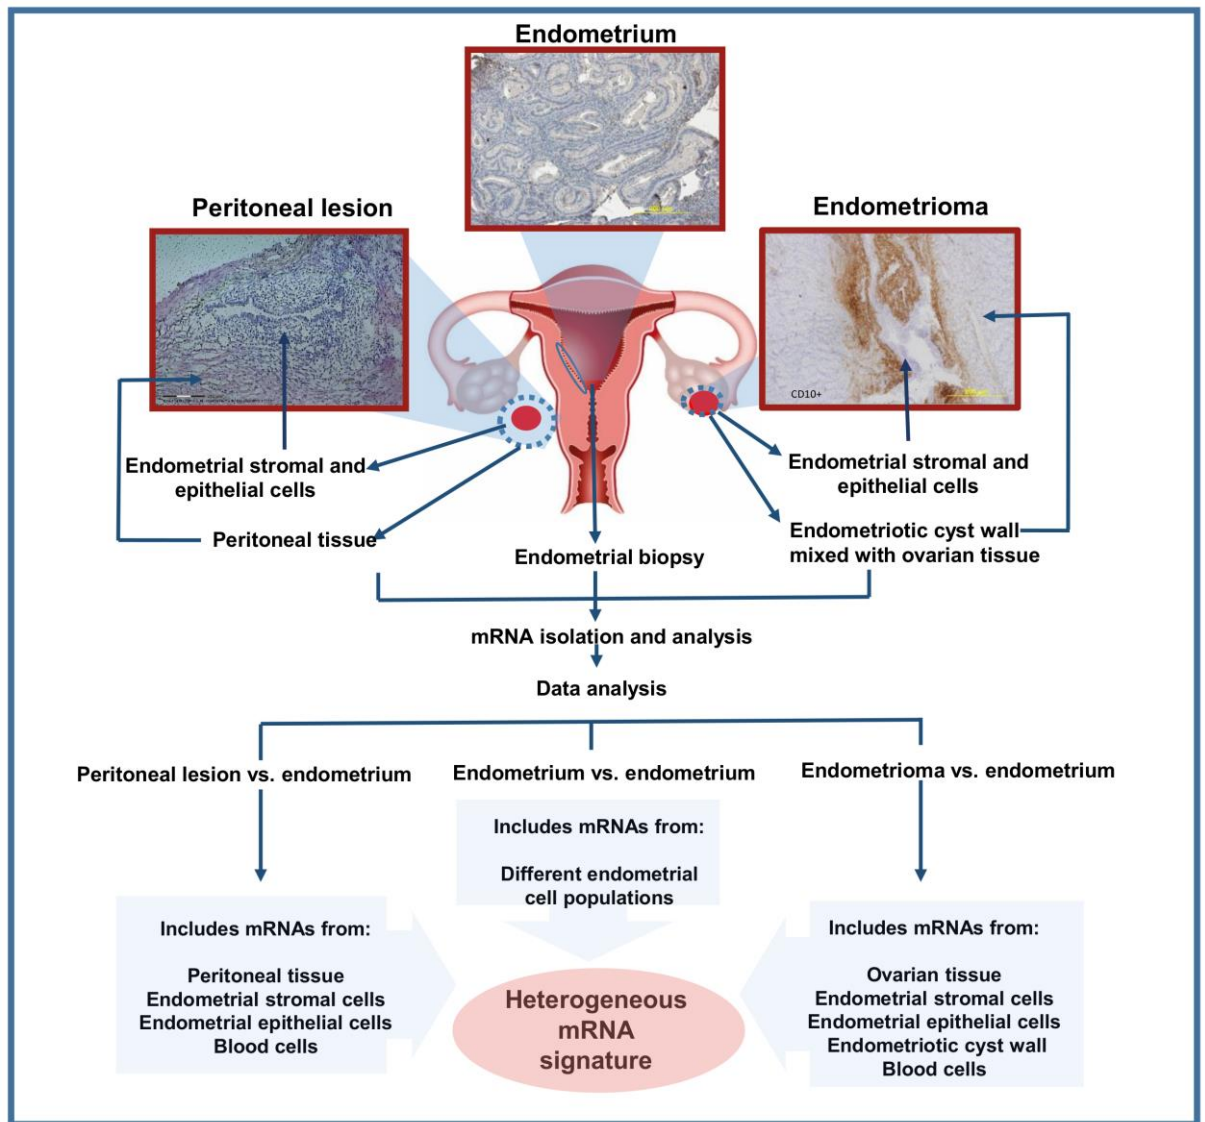 Endometrium
Peritoneal lesion
Endometrioma
CD10+
Endometrial stromal and
epithelial cells
Peritoneal tissue
Endometrial biopsy
Endometrial stromal and
epithelial cells
Endometriotic cyst wall
mixed with ovarian tissue
mRNA isolation and analysis
Data analysis
Peritoneal lesion vs. endometrium
Endometrium vs. endometrium
Endometrioma vs. endometrium
Includes mRNAs from:
Different endometrial
cell populations
Includes mRNAs from:
Peritoneal tissue
Endometrial stromal cells
Endometrial epithelial cells
Blood cells
Heterogeneous
mRNA
signature
Includes mRNAs from:
Ovarian tissue
Endometrial stromal cells
Endometrial epithelial cells
Endometriotic cyst wall
Blood cells